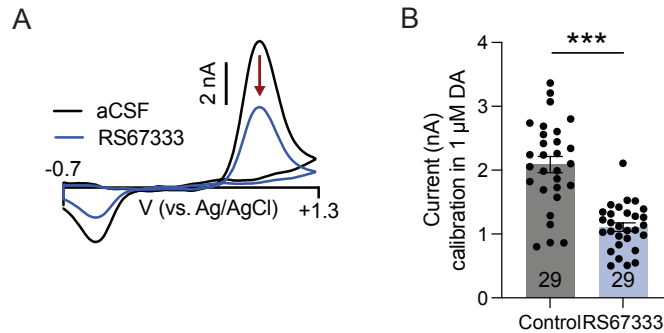 A
2 nA
aCSF
RS67333
-0.7
V (vs. Ag/AgCl)
+1.3
B
Current (nA)
calibration in 1 µM DA
4
3
2
1
0
***
29
29
Control
RS67333